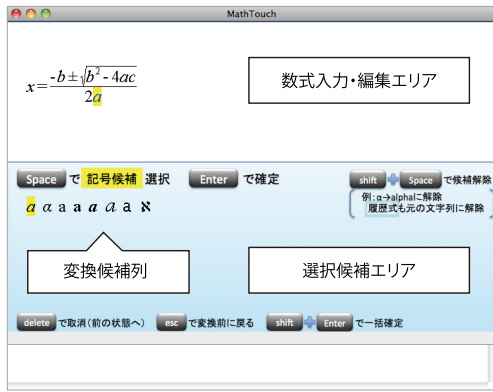 MathTouch
x = \frac{-b ± \sqrt{b² - 4ac}}{2a}
数式入力・編集エリア
Space で 記号候補 選択 Enter で確定
shift + Space で候補解除
例:α→alphaに解除
履歴式も元の文字列に解除
a α a a a a a ℵ
変換候補列
選択候補エリア
delete で取消(前の状態へ) esc で変換前に戻る shift + Enter で一括確定